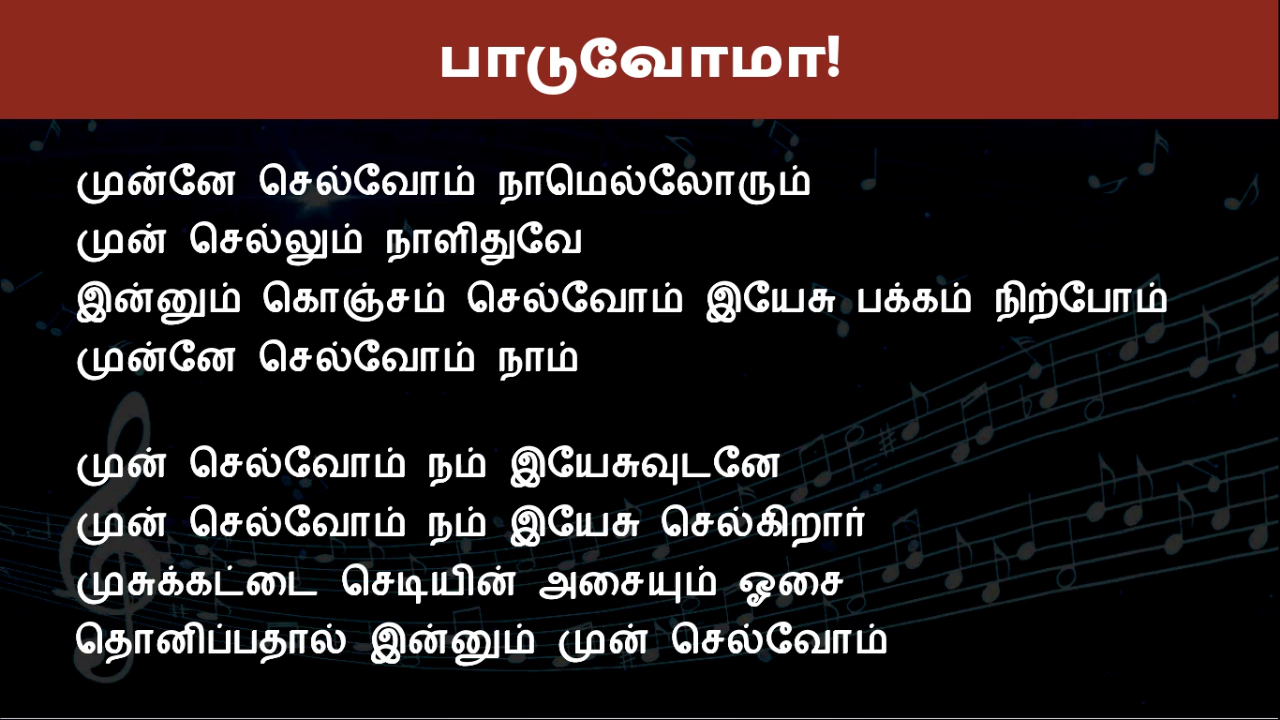 பாடுவோமா!
முன்னே செல்வோம் நாமெல்லோரும்
முன் செல்லும் நாளிதுவே
இன்னும் கொஞ்சம் செல்வோம் இயேசு பக்கம் நிற்போம்
முன்னே செல்வோம் நாம்
முன் செல்வோம் நம் இயேசுவுடனே
முன் செல்வோம் நம் இயேசு செல்கிறார்
முசுக்கட்டை செடியின் அசையும் ஓசை
தொனிப்பதால் இன்னும் முன் செல்வோம்